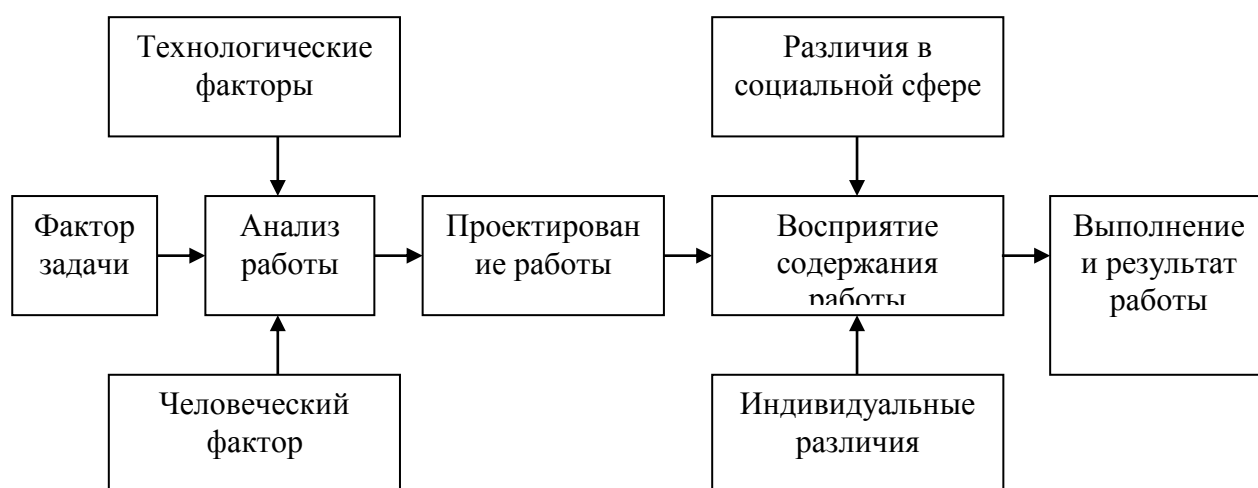 Технологические
факторы
Различия в
социальной сфере
Фактор
задачи
Анализ
работы
Проектирован
ие работы
Восприятие
содержания
работы
Выполнение
и результат
работы
Человеческий
фактор
Индивидуальные
различия